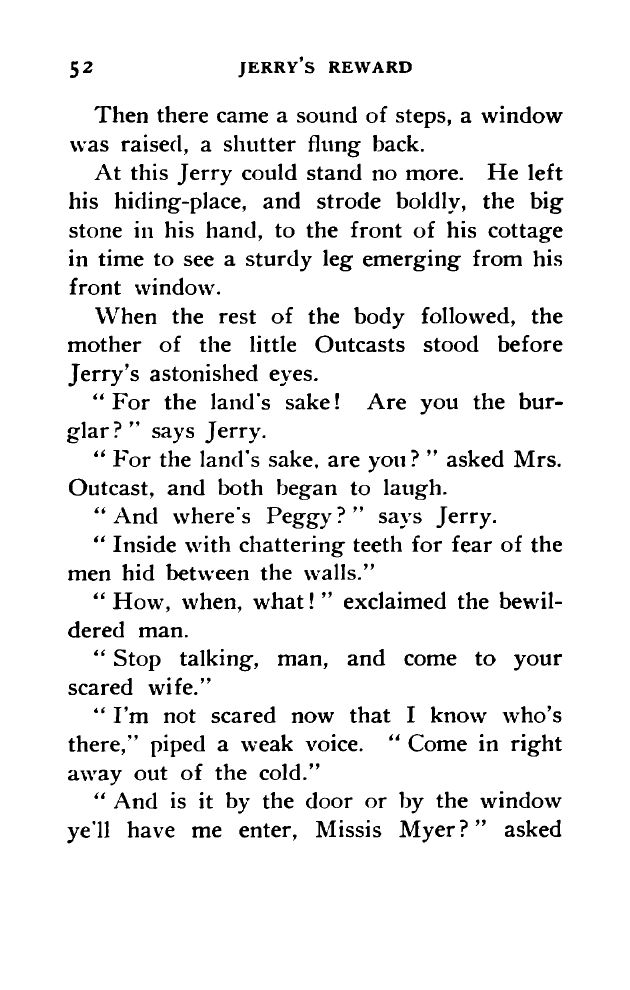 52 JERRY'S REWARD
Then there came a sound of steps, a window
was raised, a shutter flung back.
At this Jerry could stand no more. He left
his hiding-place, and strode boldly, the big
stone in his hand, to the front of his cottage
in time to see a sturdy leg emerging from his
front window.
When the rest of the body followed, the
mother of the little Outcasts stood before
Jerry's astonished eyes.
“For the land's sake! Are you the bur-
glar?” says Jerry.
“For the land's sake, are you?” asked Mrs.
Outcast, and both began to laugh.
“And where's Peggy?” says Jerry.
“Inside with chattering teeth for fear of the
men hid between the walls.”
“How, when, what!” exclaimed the bewil-
dered man.
“Stop talking, man, and come to your
scared wife.”
“I'm not scared now that I know who's
there,” piped a weak voice. “Come in right
away out of the cold.”
“And is it by the door or by the window
ye'll have me enter, Missis Myer?” asked